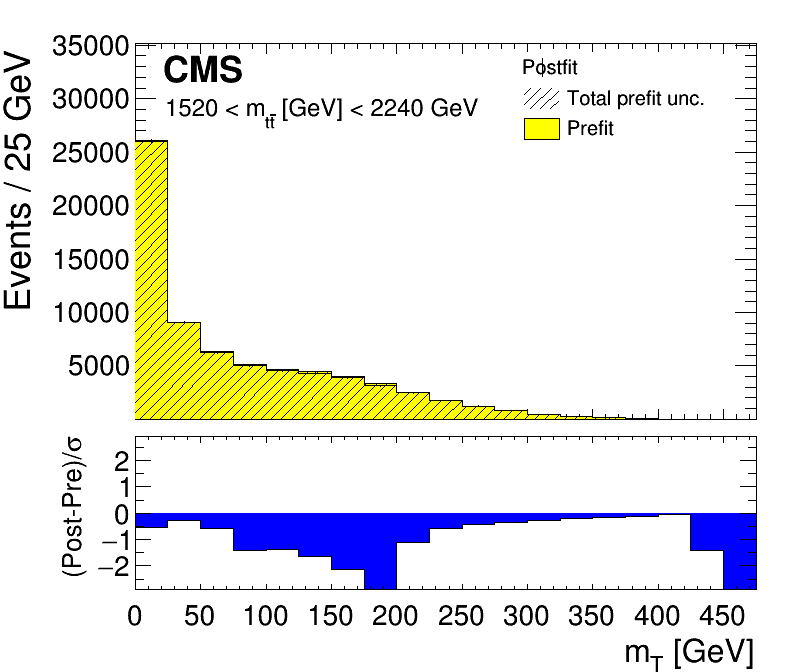 35000
CMS
Postfit
30000
Total prefit unc.
1520 < m_tt̄ [GeV] < 2240 GeV
Prefit
25000
20000
15000
10000
5000
Events / 25 GeV
2
1
0
−1
−2
(Post-Pre)/σ
0 50 100 150 200 250 300 350 400 450
m_T [GeV]